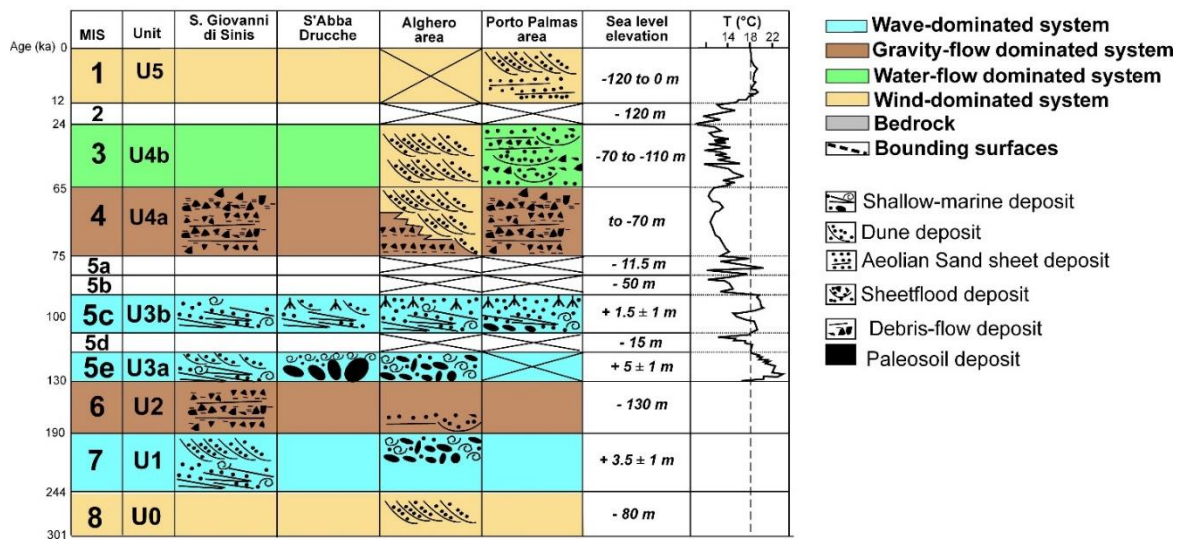 MIS Unit S. Giovanni di Sinis S'Abba Drucche Alghero area Porto Palmas area Sea level elevation T (°C)
Age (ka) 0 14 18 22
1 U5 -120 to 0 m
12
2 - 120 m
24
3 U4b -70 to -110 m
65
4 U4a to -70 m
75
5a - 11.5 m
5b - 50 m
5c U3b + 1.5 ± 1 m
100
5d - 15 m
5e U3a + 5 ± 1 m
130
6 U2 - 130 m
190
7 U1 + 3.5 ± 1 m
244
8 U0 - 80 m
301
Wave-dominated system
Gravity-flow dominated system
Water-flow dominated system
Wind-dominated system
Bedrock
Bounding surfaces
Shallow-marine deposit
Dune deposit
Aeolian Sand sheet deposit
Sheetflood deposit
Debris-flow deposit
Paleosoil deposit